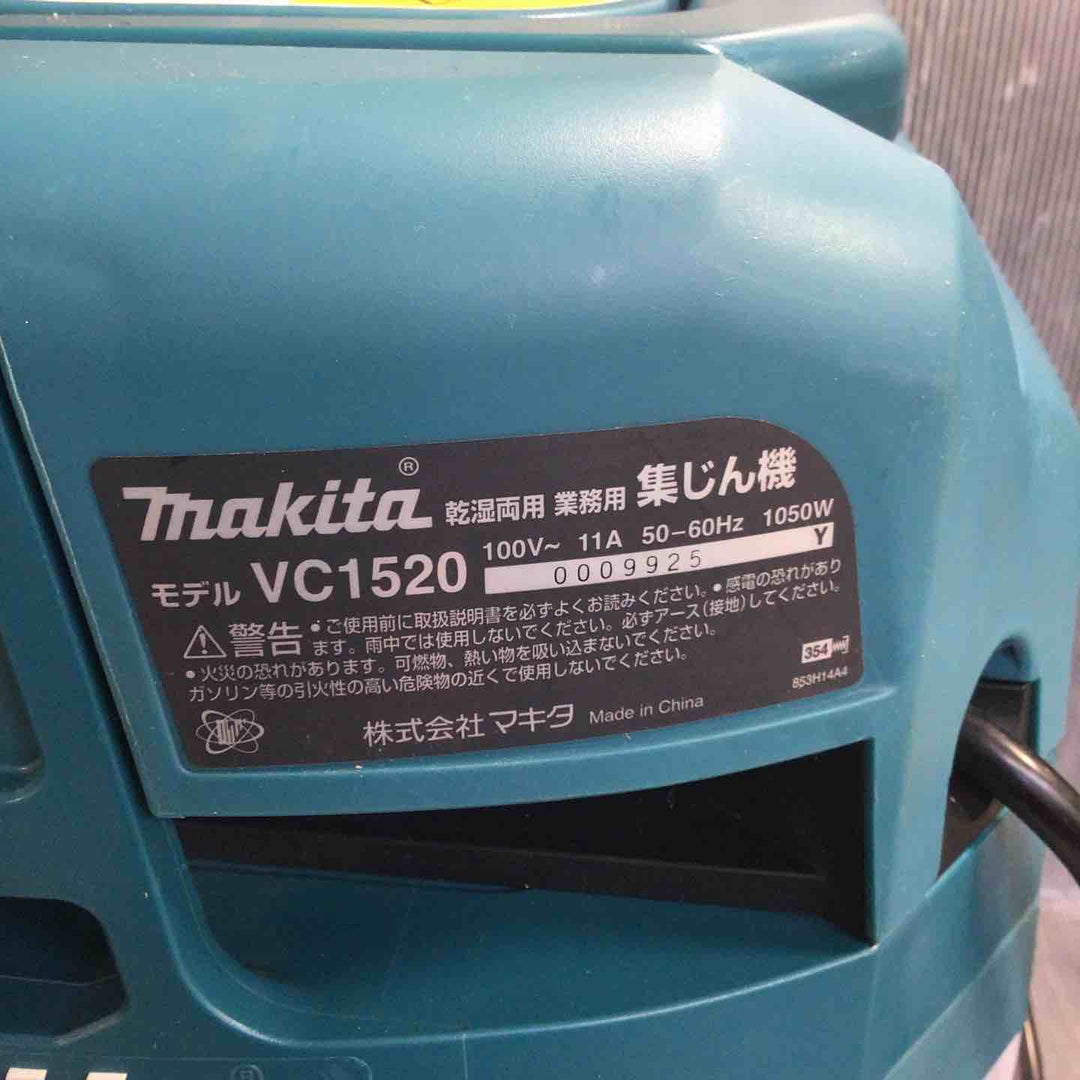 makita® 乾湿両用 業務用 集じん機
モデル VC1520 100V~ 11A 50-60Hz 1050W
0009925 Y
⚠警告 ●ご使用前に取扱説明書を必ずよくお読みください。●感電の恐れがあり
ます。雨中では使用しないでください。必ずアース(接地)してください。
●火災の恐れがあります。可燃物、熱い物を吸い込まないでください。
ガソリン等の引火性の高い危険物の近くで使用しないでください。
354
853H14A4
株式会社 マキタ Made in China